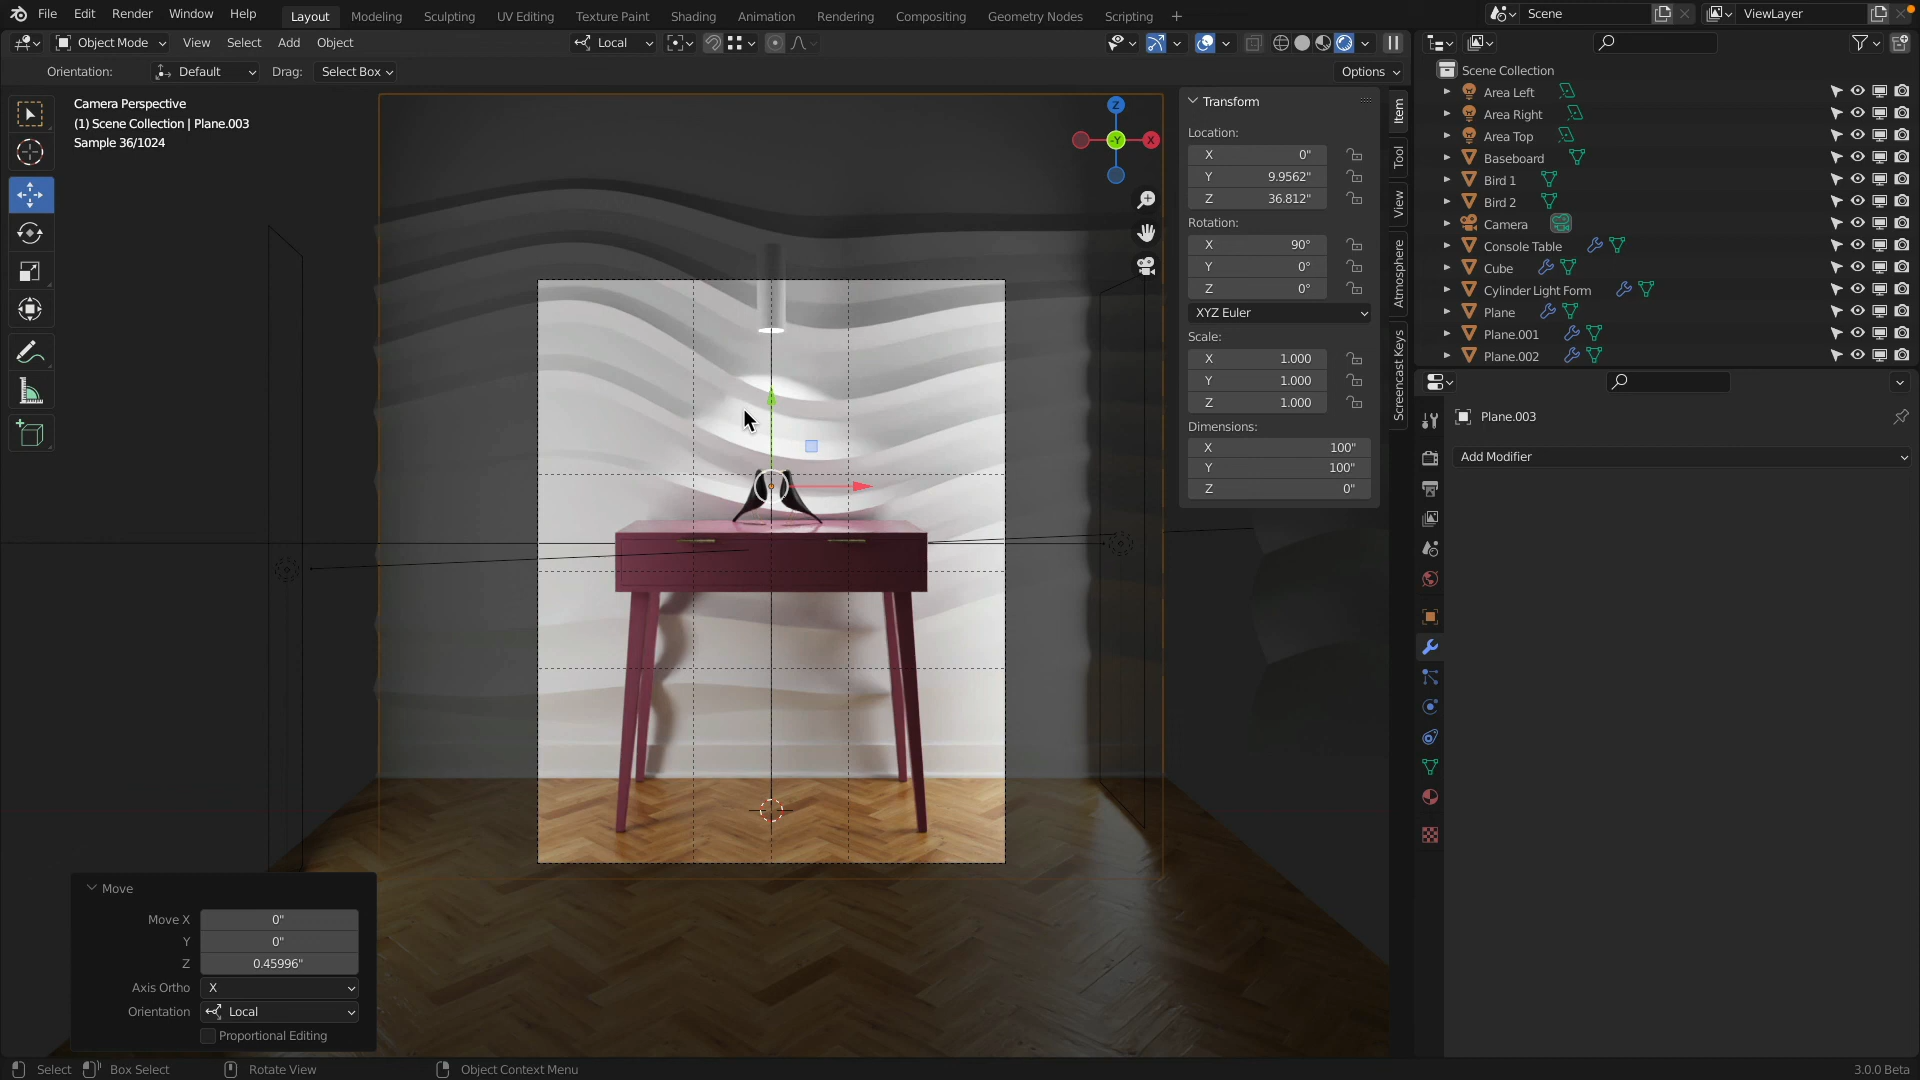 File Edit Render Window Help Layout Modeling Sculpting UV Editing Texture Paint Shading Animation Rendering Compositing Geometry Nodes Scripting + Scene ViewLayer
Object Mode View Select Add Object Local
Orientation: Default Drag: Select Box Options
Camera Perspective
(1) Scene Collection | Plane.003
Sample 36/1024
Z
-Y
X
Transform
Location:
X 0"
Y 9.9562"
Z 36.812"
Rotation:
X 90°
Y 0°
Z 0°
XYZ Euler
Scale:
X 1.000
Y 1.000
Z 1.000
Dimensions:
X 100"
Y 100"
Z 0"
Item
Tool
View
Atmosphere
Screencast Keys
Scene Collection
Area Left
Area Right
Area Top
Baseboard
Bird 1
Bird 2
Camera
Console Table
Cube
Cylinder Light Form
Plane
Plane.001
Plane.002
Plane.003
Add Modifier
Move
Move X 0"
Y 0"
Z 0.45996"
Axis Ortho X
Orientation Local
Proportional Editing
Select Box Select Rotate View Object Context Menu 3.0.0 Beta